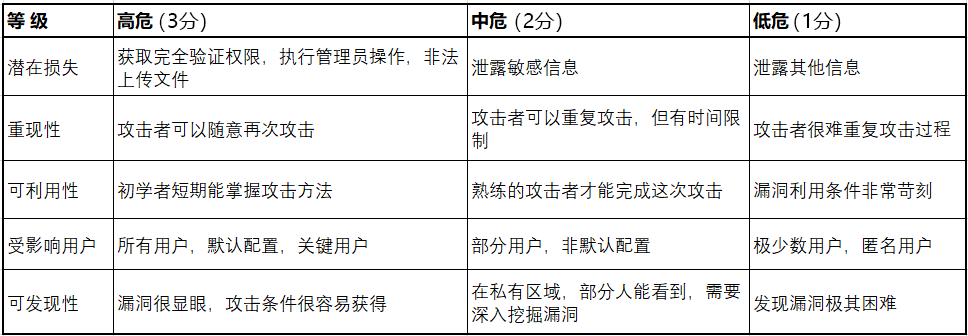 等 级 高危 (3分) 中危 (2分) 低危 (1分)
潜在损失 获取完全验证权限，执行管理员操作，非法上传文件 泄露敏感信息 泄露其他信息
重现性 攻击者可以随意再次攻击 攻击者可以重复攻击，但有时间限制 攻击者很难重复攻击过程
可利用性 初学者短期能掌握攻击方法 熟练的攻击者才能完成这次攻击 漏洞利用条件非常苛刻
受影响用户 所有用户，默认配置，关键用户 部分用户，非默认配置 极少数用户，匿名用户
可发现性 漏洞很显眼，攻击条件很容易获得 在私有区域，部分人能看到，需要深入挖掘漏洞 发现漏洞极其困难